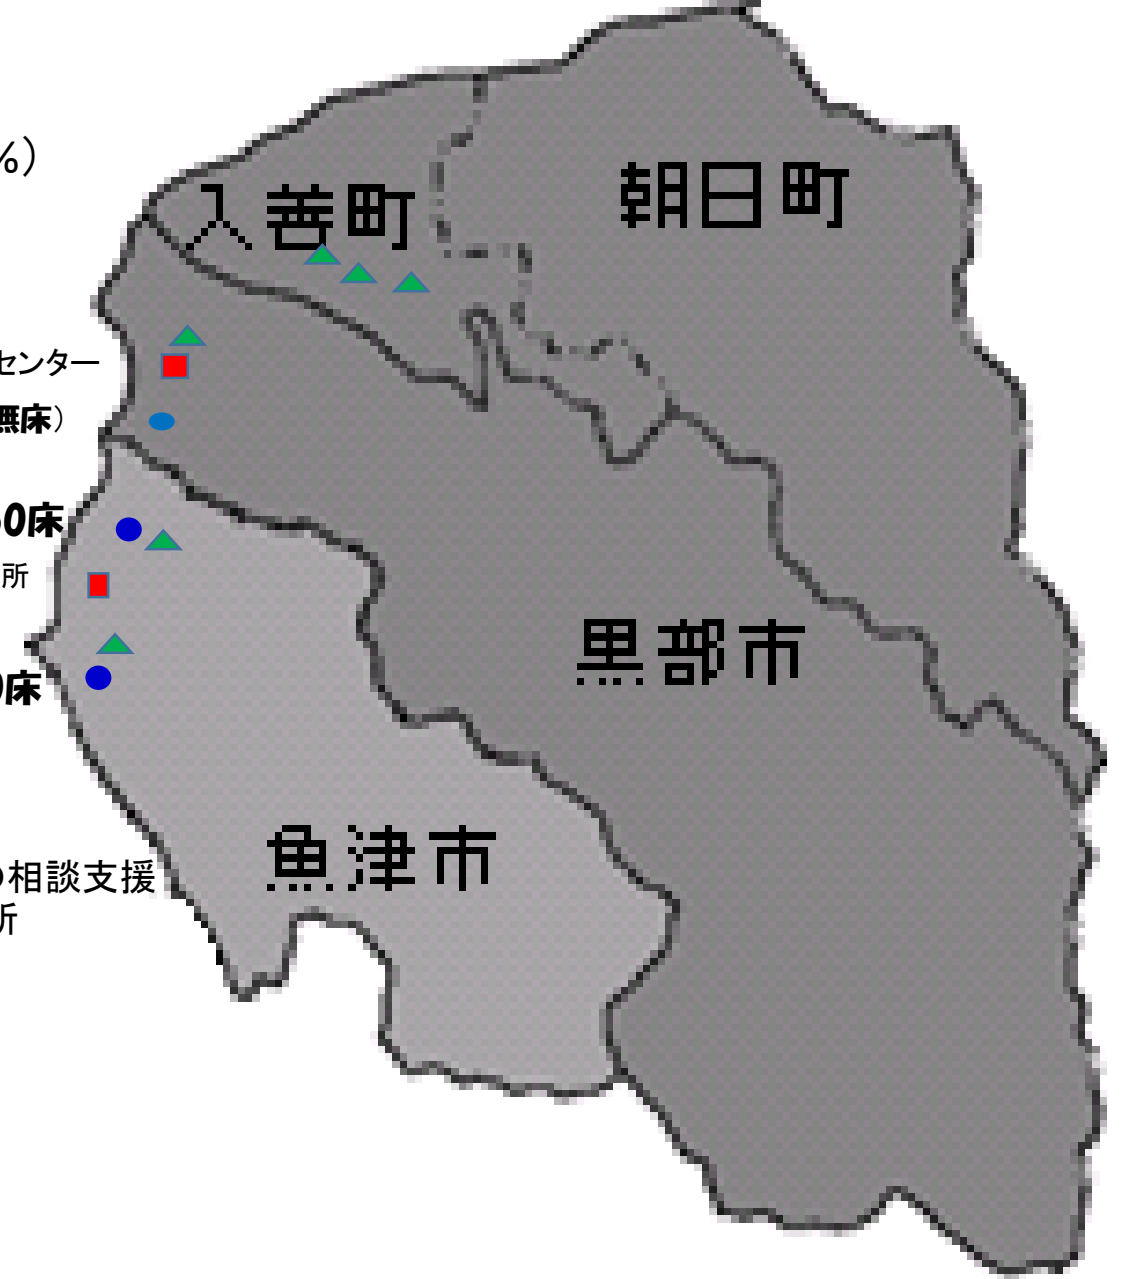 %)
入善町
朝日町
センター
無床)
0床
所
黒部市
0床
魚津市
相談支援
所